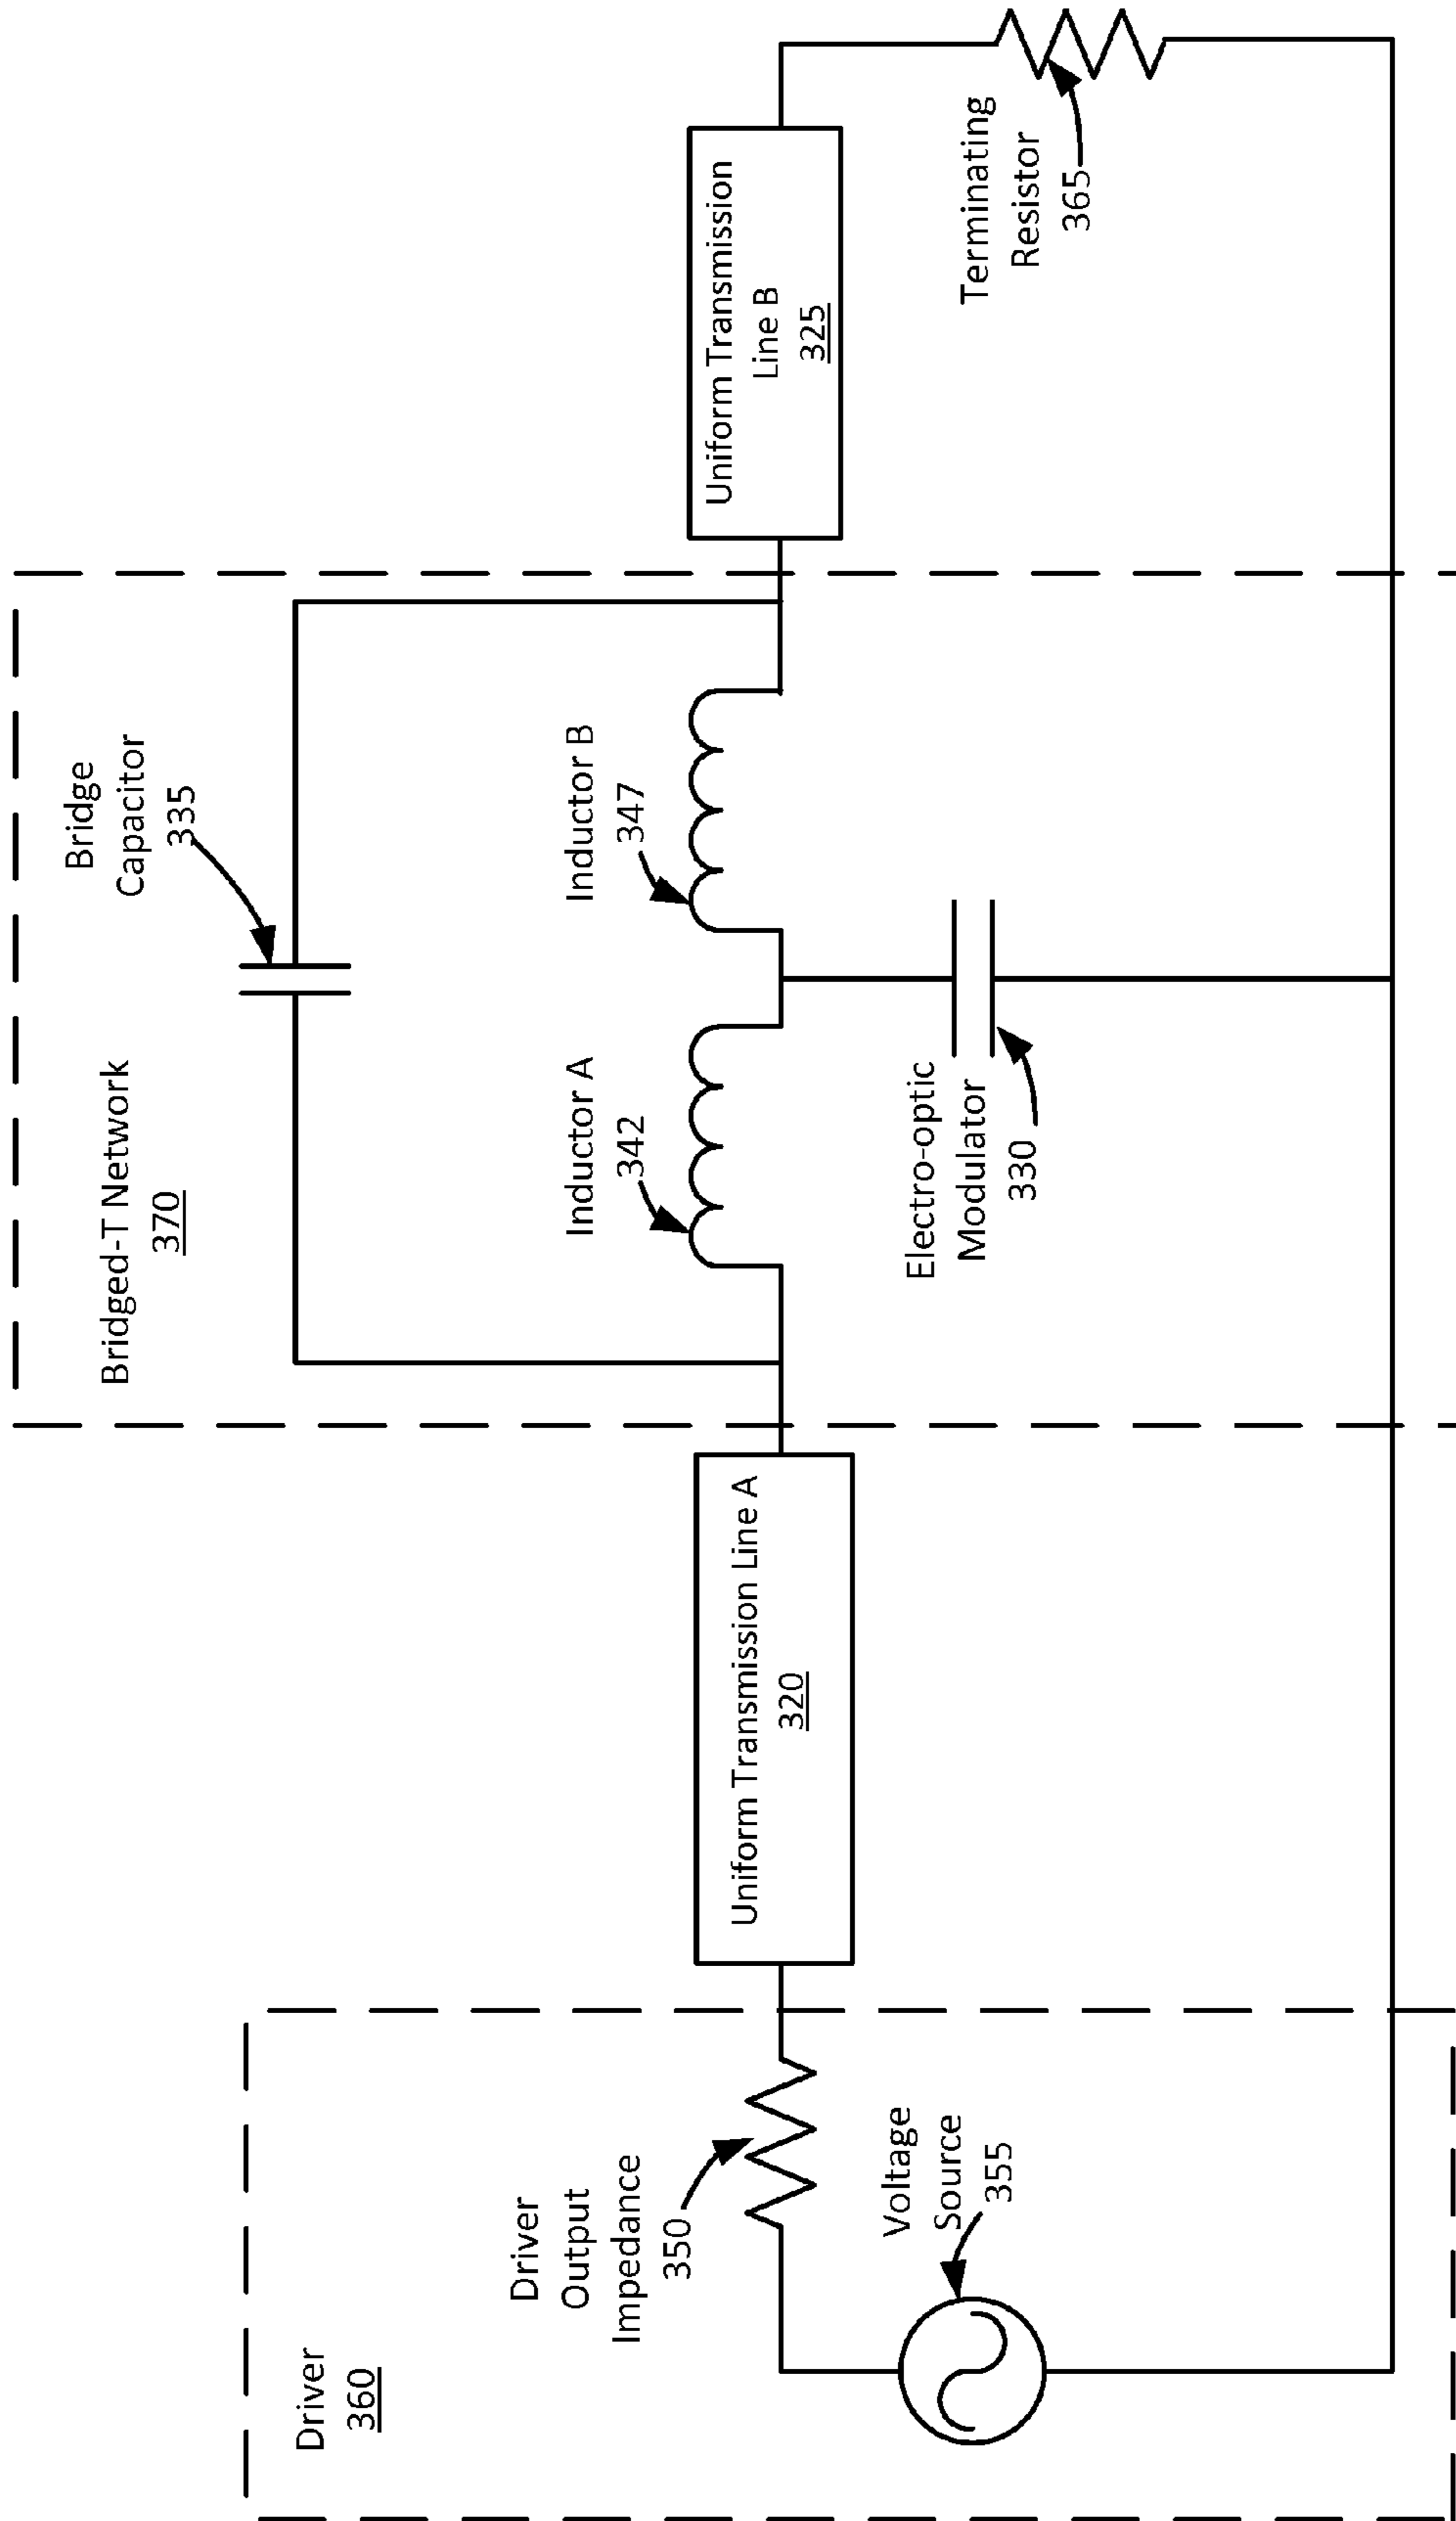 Driver
360
Driver
Output
Impedance
350
Voltage
Source
355
Uniform Transmission Line A
320
Bridged-T Network
370
Bridge
Capacitor
335
Inductor A
342
Inductor B
347
Electro-optic
Modulator
330
Uniform Transmission
Line B
325
Terminating
Resistor
365